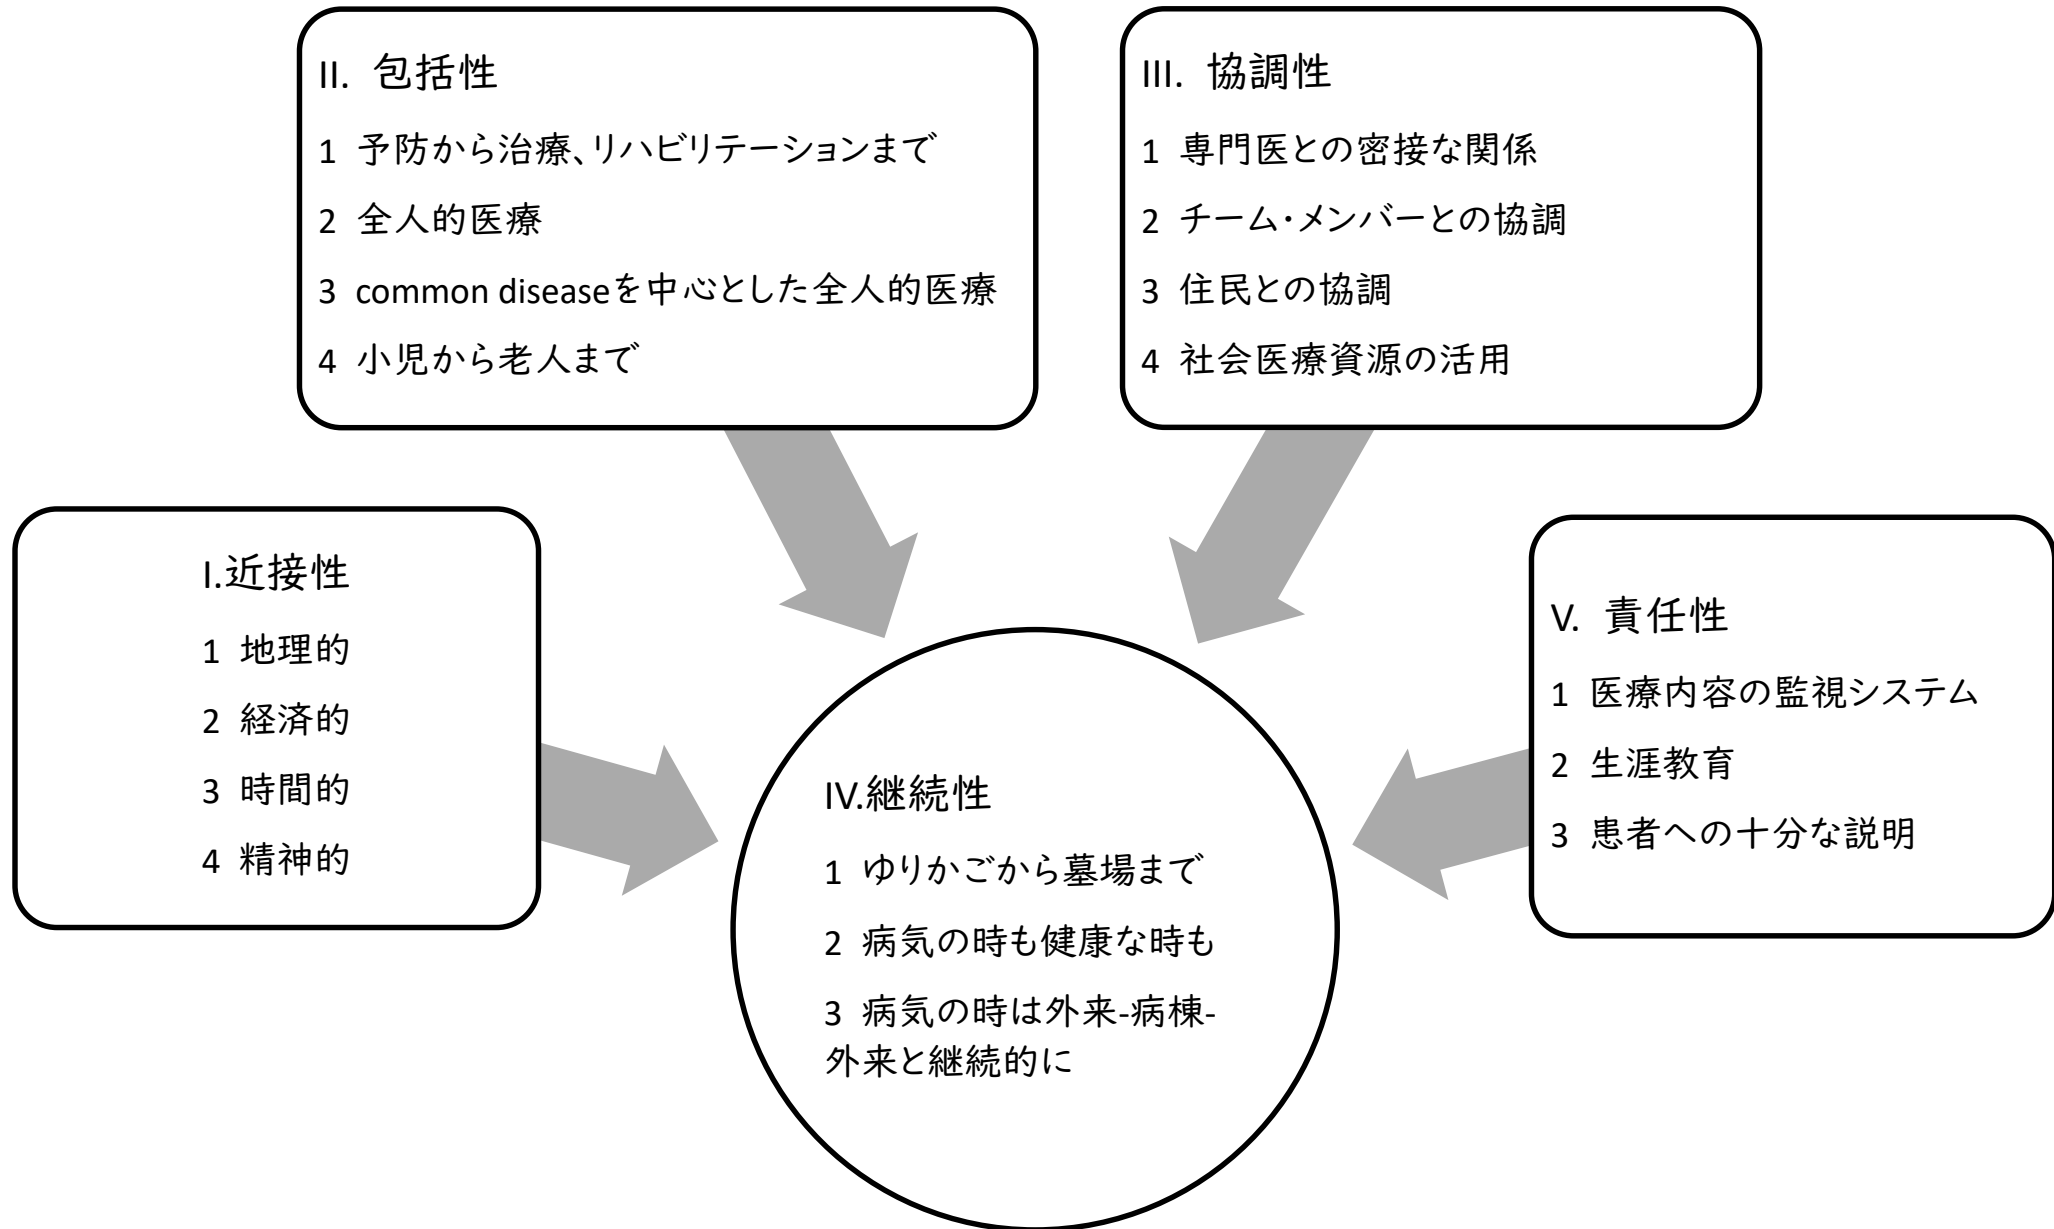 II. 包括性
1 予防から治療、リハビリテーションまで
2 全人的医療
3 common diseaseを中心とした全人的医療
4 小児から老人まで
III. 協調性
1 専門医との密接な関係
2 チーム・メンバーとの協調
3 住民との協調
4 社会医療資源の活用
I.近接性
1 地理的
2 経済的
3 時間的
4 精神的
IV.継続性
1 ゆりかごから墓場まで
2 病気の時も健康な時も
3 病気の時は外来-病棟-
外来と継続的に
V. 責任性
1 医療内容の監視システム
2 生涯教育
3 患者への十分な説明